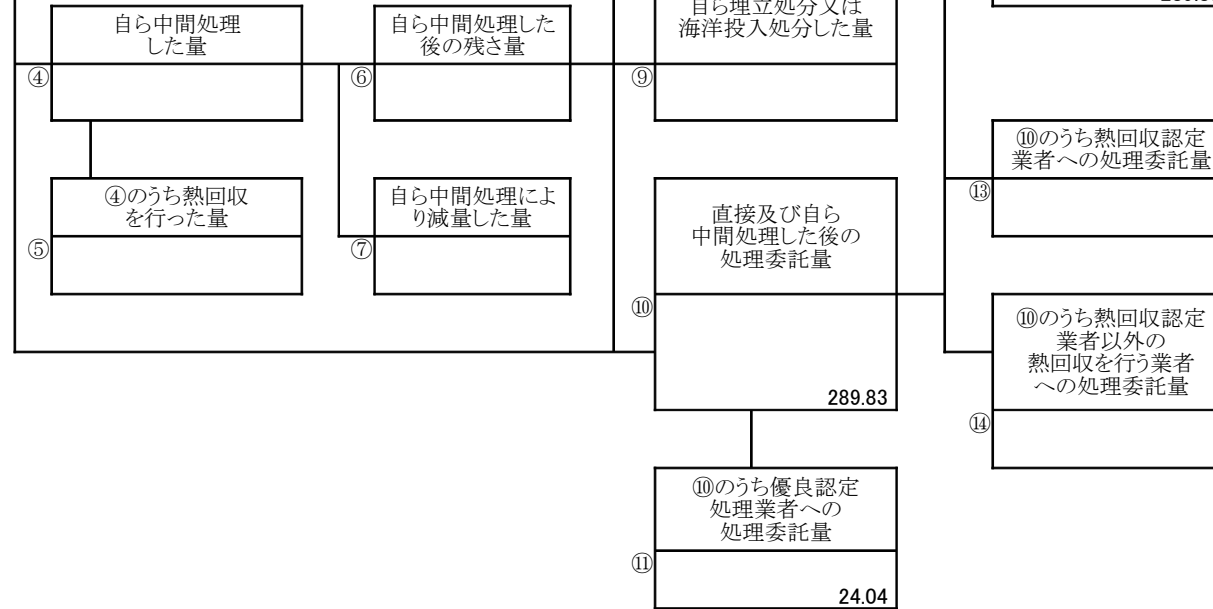 自ら中間処理
した量
④
自ら中間処理した
後の残さ量
⑥
自ら埋立処分又は
海洋投入処分した量
⑨
⑩のうち熱回収認定
業者への処理委託量
⑬
④のうち熱回収
を行った量
⑤
自ら中間処理によ
り減量した量
⑦
直接及び自ら
中間処理した後の
処理委託量
⑩
289.83
⑩のうち熱回収認定
業者以外の
熱回収を行う業者
への処理委託量
⑭
⑩のうち優良認定
処理業者への
処理委託量
⑪
24.04